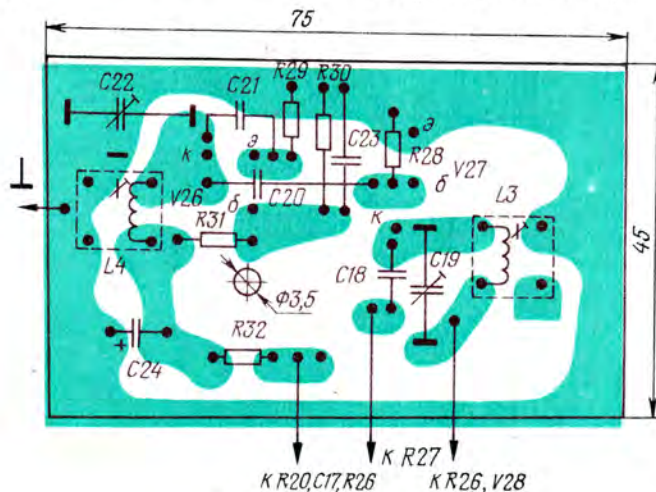 75
R29
R30
C22
C21
э
к
э
C23
R28
V27
б
V26
б
C20
к
L3
45
R31
C19
L4
C18
Ф3,5
R32
+
C24
к R27
к R20, C17, R26
к R26, V28